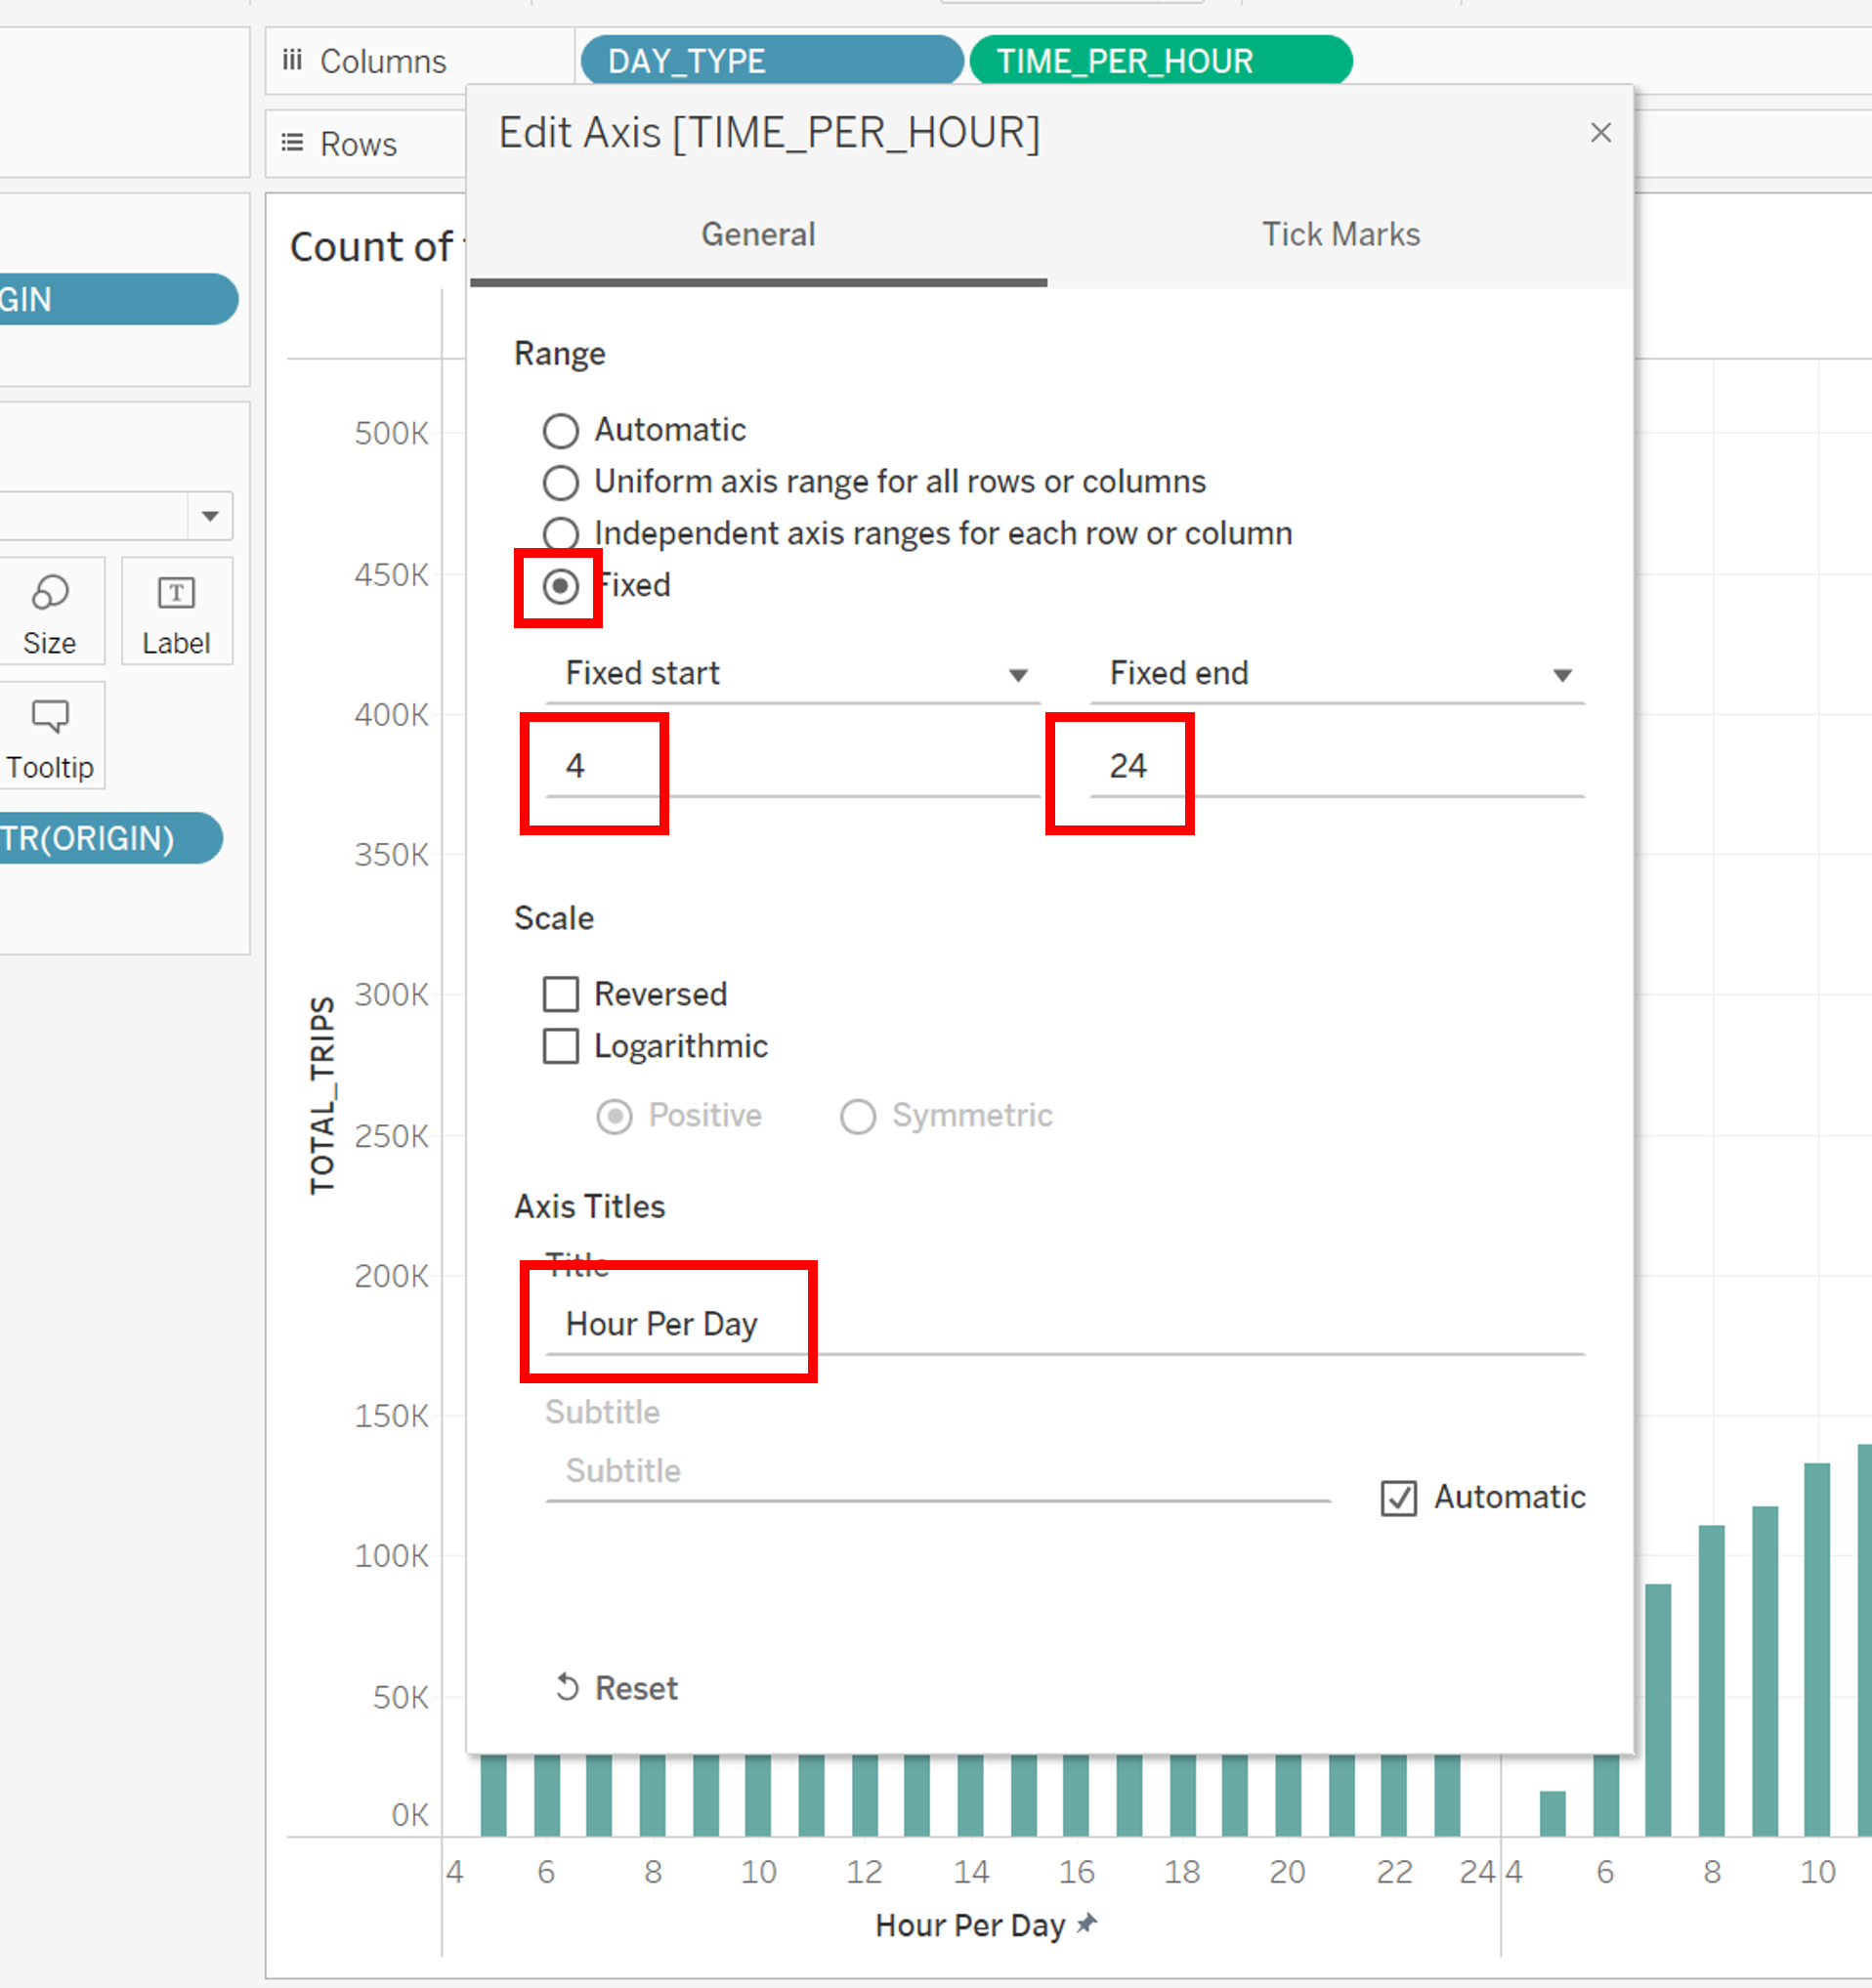 Columns
DAY_TYPE
TIME_PER_HOUR
Rows
Edit Axis [TIME_PER_HOUR]
General
Tick Marks
Count of
GIN
Size
Label
Tooltip
TR(ORIGIN)
Range
Automatic
Uniform axis range for all rows or columns
Independent axis ranges for each row or column
Fixed
Fixed start
Fixed end
4
24
Scale
Reversed
Logarithmic
Positive
Symmetric
Axis Titles
Title
Hour Per Day
Subtitle
Subtitle
Automatic
Reset
TOTAL_TRIPS
500K
450K
400K
350K
300K
250K
200K
150K
100K
50K
0K
4 6 8 10 12 14 16 18 20 22 24 4 6 8 10
Hour Per Day